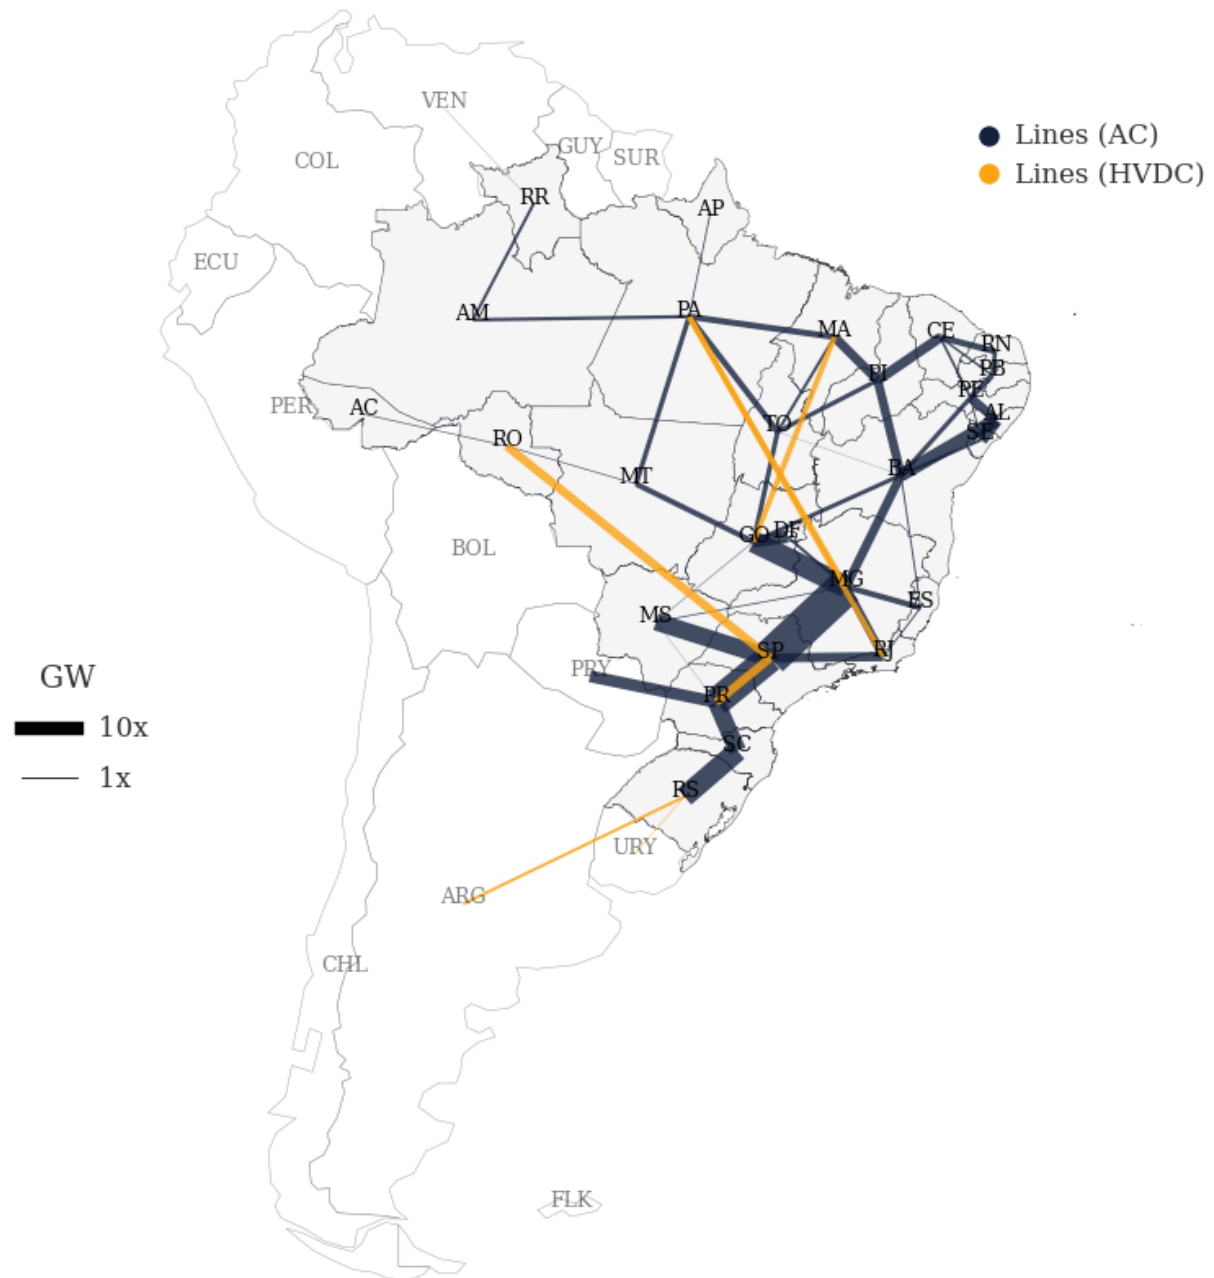 VEN
GUY
COL
SUR
Lines (AC)
Lines (HVDC)
RR
AP
ECU
AM
PA
MA
CE
RN
PI
PB
PE
PER
AC
AL
TO
SE
RO
BA
MT
GO
DF
BOL
MG
ES
MS
SP
RJ
PRY
GW
PR
10x
SC
1x
RS
URY
ARG
CHL
FLK